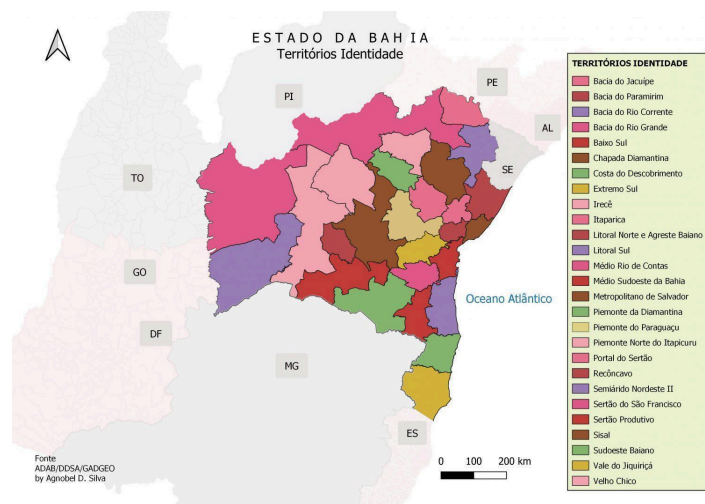 ESTADO DA BAHIA
Territórios Identidade
PI
PE
AL
SE
TO
GO
DF
MG
ES
Oceano Atlântico
TERRITÓRIOS IDENTIDADE
Bacia do Jacuípe
Bacia do Paramirim
Bacia do Rio Corrente
Bacia do Rio Grande
Baixo Sul
Chapada Diamantina
Costa do Descobrimento
Extremo Sul
Irecê
Itaparica
Litoral Norte e Agreste Baiano
Litoral Sul
Médio Rio de Contas
Médio Sudoeste da Bahia
Metropolitano de Salvador
Piemonte da Diamantina
Piemonte do Paraguaçu
Piemonte Norte do Itapicuru
Portal do Sertão
Recôncavo
Semiárido Nordeste II
Sertão do São Francisco
Sertão Produtivo
Sisal
Sudoeste Baiano
Vale do Jiquiriçá
Velho Chico
Fonte
ADAB/DDSA/GADGEO
by Agnobel D. Silva
0 100 200 km